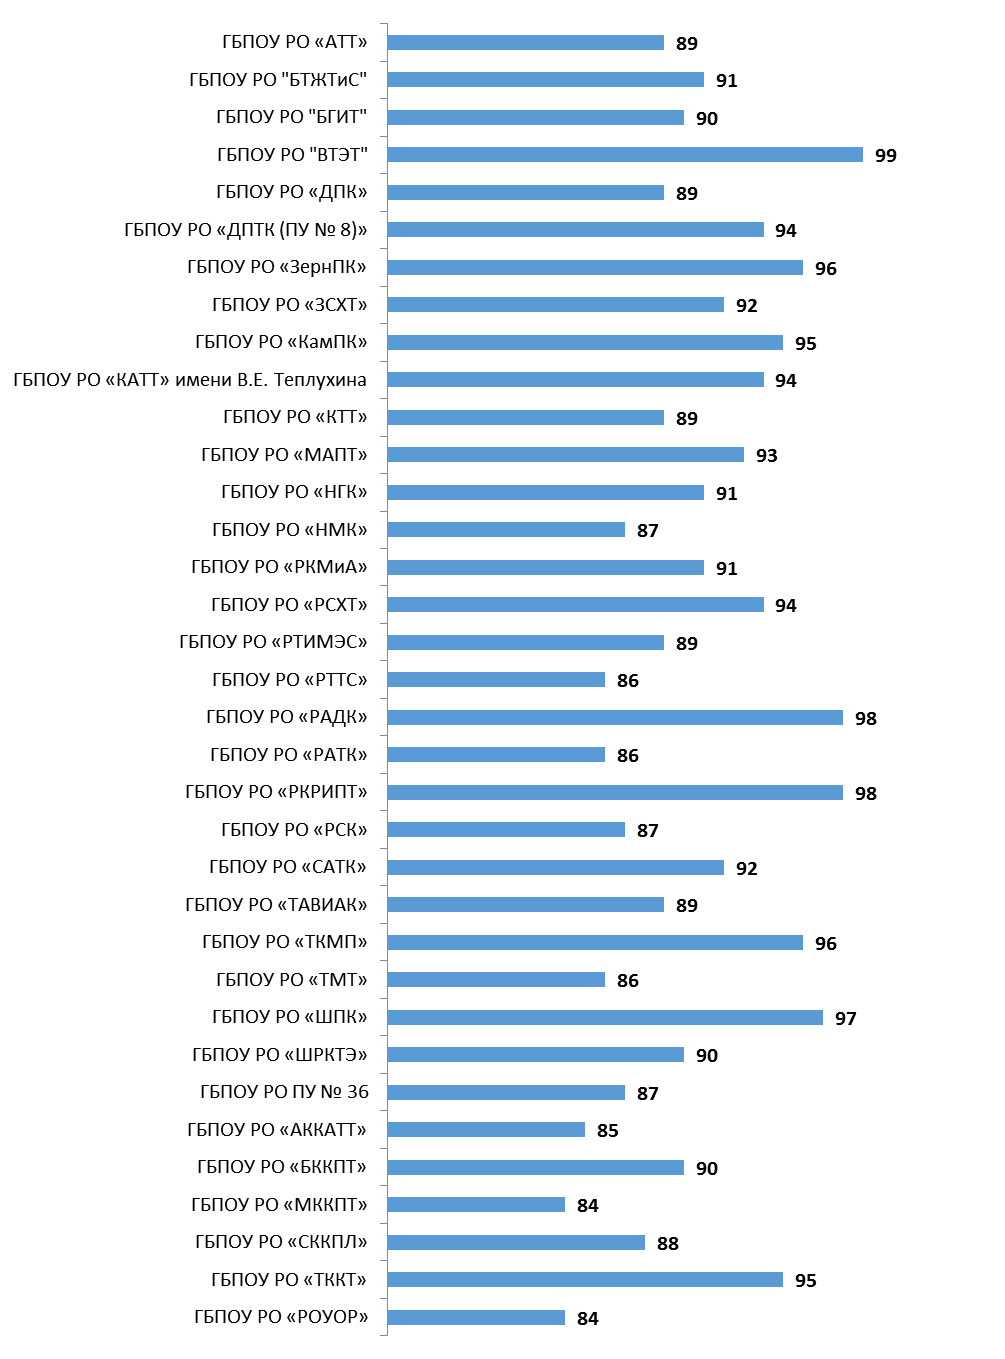 ГБПОУ РО «АТТ» 89
ГБПОУ РО "БТЖТиС" 91
ГБПОУ РО "БГИТ" 90
ГБПОУ РО "ВТЭТ" 99
ГБПОУ РО «ДПК» 89
ГБПОУ РО «ДПТК (ПУ № 8)» 94
ГБПОУ РО «ЗернПК» 96
ГБПОУ РО «ЗСХТ» 92
ГБПОУ РО «КамПК» 95
ГБПОУ РО «КАТТ» имени В.Е. Теплухина 94
ГБПОУ РО «КТТ» 89
ГБПОУ РО «МАПТ» 93
ГБПОУ РО «НГК» 91
ГБПОУ РО «НМК» 87
ГБПОУ РО «РКМиА» 91
ГБПОУ РО «РСХТ» 94
ГБПОУ РО «РТИМЭС» 89
ГБПОУ РО «РТТС» 86
ГБПОУ РО «РАДК» 98
ГБПОУ РО «РАТК» 86
ГБПОУ РО «РКРИПТ» 98
ГБПОУ РО «РСК» 87
ГБПОУ РО «САТК» 92
ГБПОУ РО «ТАВИАК» 89
ГБПОУ РО «ТКМП» 96
ГБПОУ РО «ТМТ» 86
ГБПОУ РО «ШПК» 97
ГБПОУ РО «ШРКТЭ» 90
ГБПОУ РО ПУ № 36 87
ГБПОУ РО «АККАТТ» 85
ГБПОУ РО «БККПТ» 90
ГБПОУ РО «МККПТ» 84
ГБПОУ РО «СККПЛ» 88
ГБПОУ РО «ТККТ» 95
ГБПОУ РО «РОУОР» 84